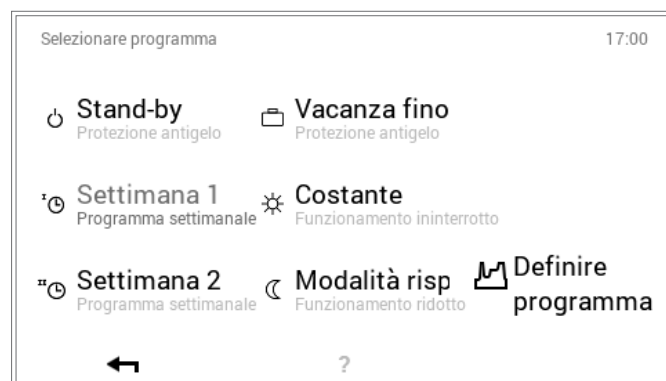 Selezionare programma 17:00
Stand-by Vacanza fino
Protezione antigelo Protezione antigelo
Settimana 1 Costante
Programma settimanale Funzionamento ininterrotto
Settimana 2 Modalità risp Definire
Programma settimanale Funzionamento ridotto programma
?